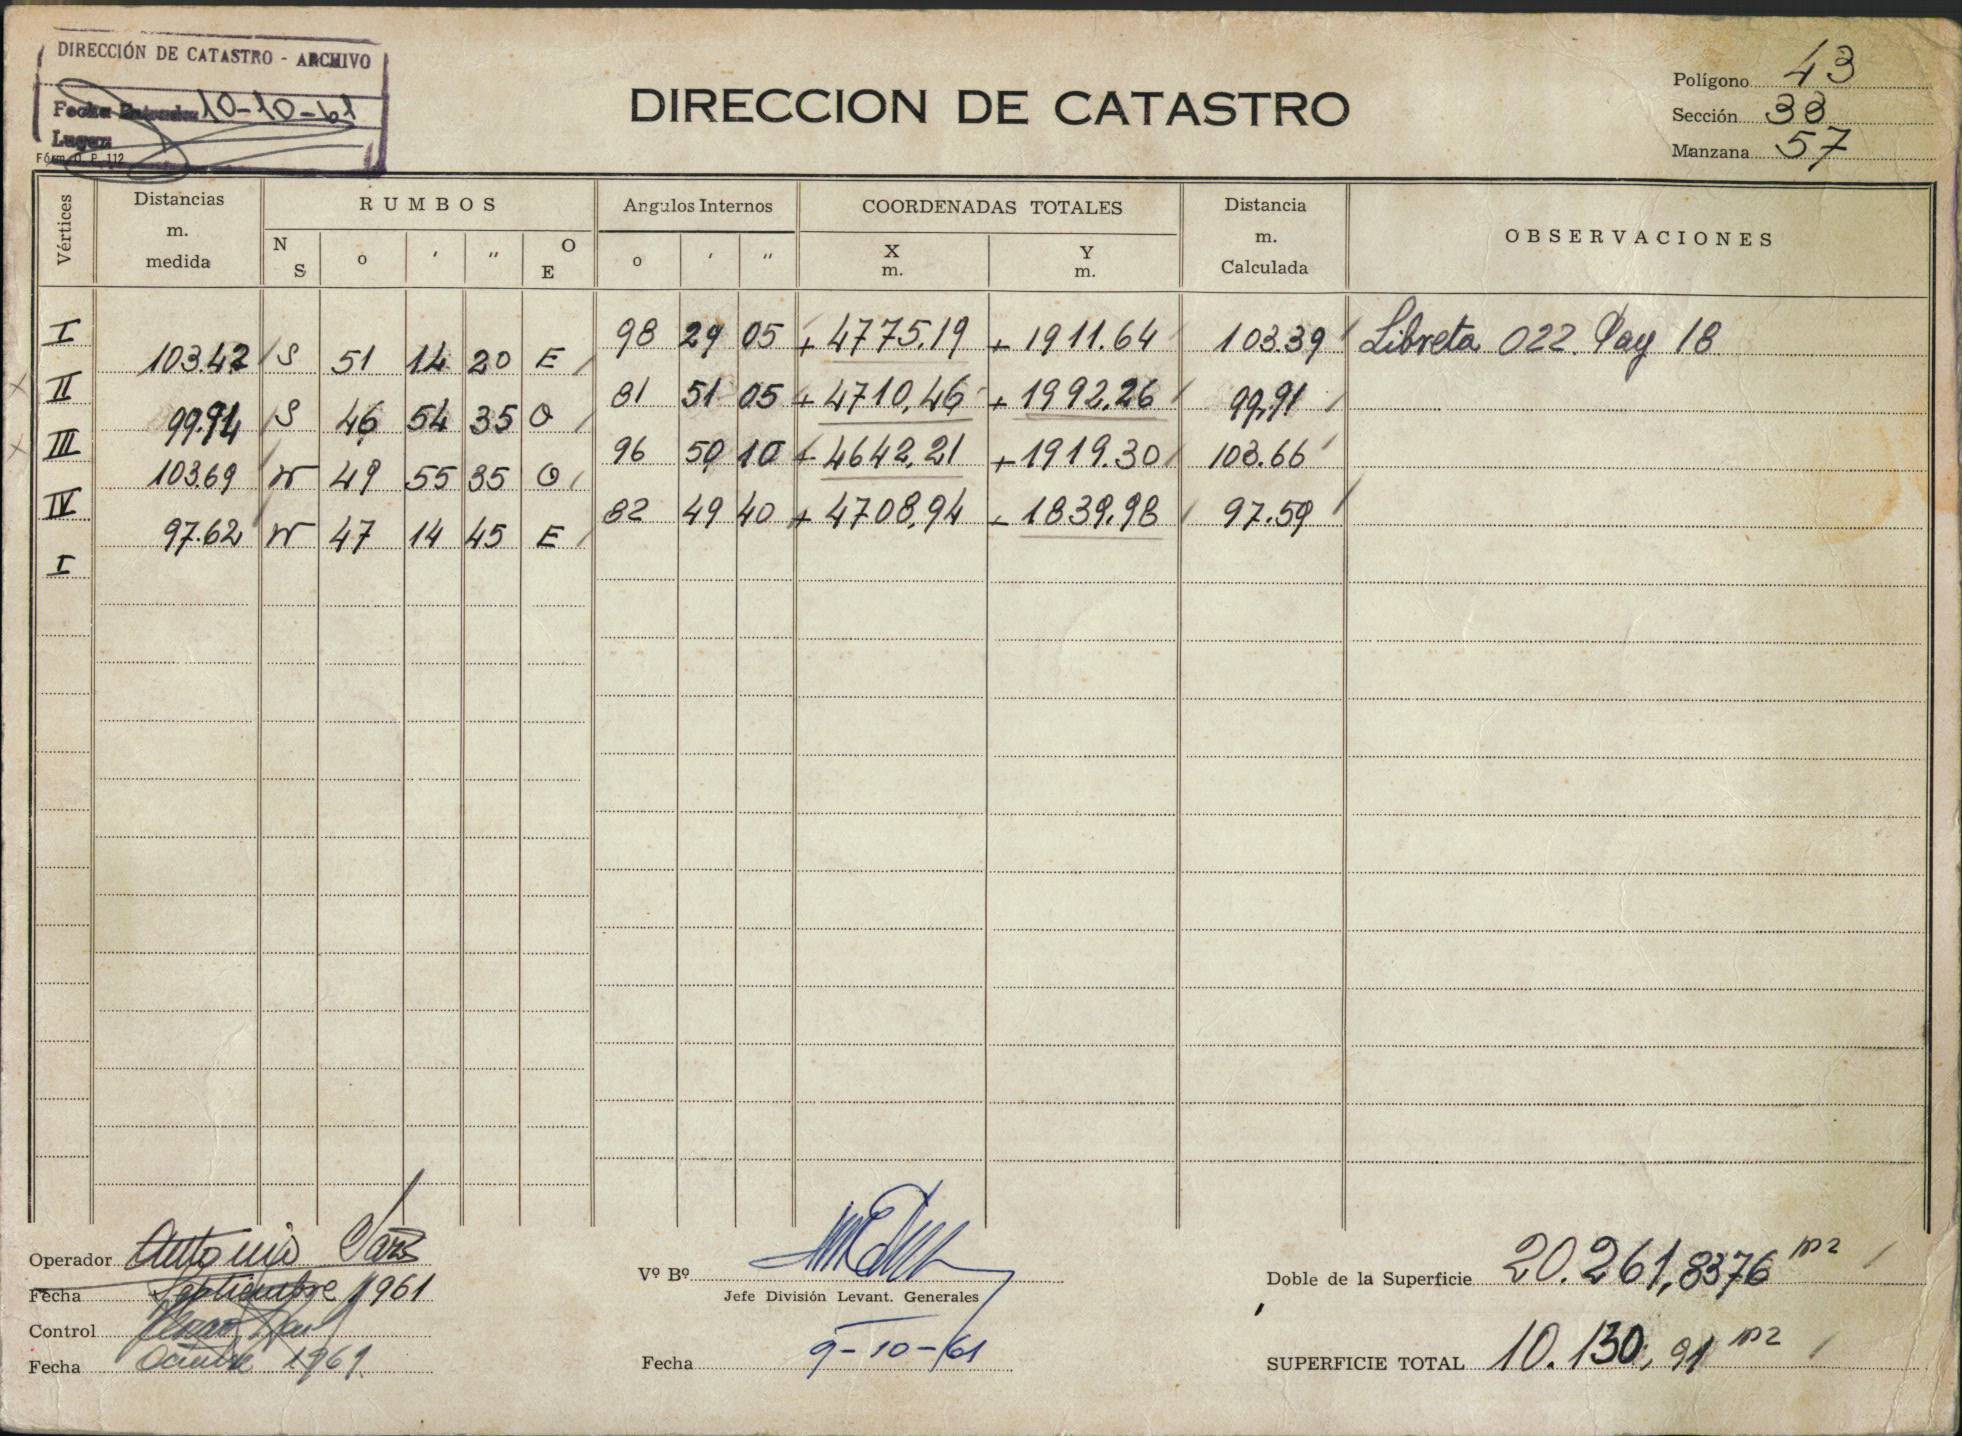 DIRECCIÓN DE CATASTRO - ARCHIVO
Fecha 10-10-61
Lugar
Fórm. D. P. 112
DIRECCION DE CATASTRO
Polígono 43
Sección 38
Manzana 57
Vértices Distancias m. medida RUMBOS Angulos Internos COORDENADAS TOTALES Distancia m. Calculada OBSERVACIONES
N S o ' " O E o ' " X m. Y m.
I 98 29 05 + 4775.19 + 1911.64 103.39 Libreta 022. Pag 18
103.42 S 51 14 20 E
II 81 51 05 + 4710,46 + 1992,26 99,91
99.94 S 46 54 35 O
III 96 50 10 + 4642,21 + 1919.30 103.66
103.69 N 49 55 35 O
IV 82 49 40 + 4708,94 - 1839,98 97.59
97.62 N 47 14 45 E
I
Operador Antonio
Fecha Septiembre 1961
Control
Fecha Octubre 1961
Vº Bº
Jefe División Levant. Generales
Fecha 9-10-61
Doble de la Superficie 20.261,8376 m2
SUPERFICIE TOTAL 10.130,91 m2